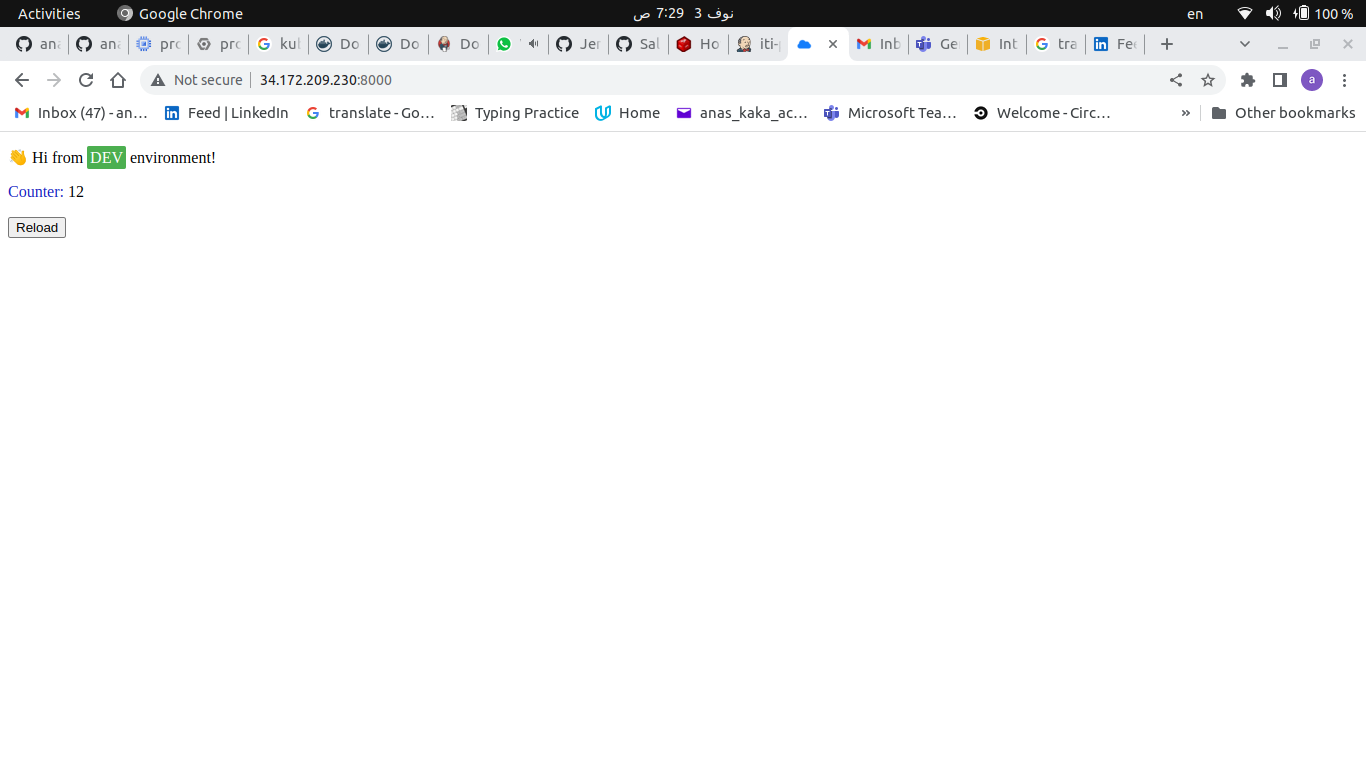 Activities Google Chrome نوف 3 7:29 ص en 100 %
ana ana pro pro kub Do Do Do Jen Sal Ho iti-p Inb Ge Int tra Fee
Not secure 34.172.209.230:8000 a
Inbox (47) - an… Feed | LinkedIn translate - Go… Typing Practice Home anas_kaka_ac… Microsoft Tea… Welcome - Circ… » Other bookmarks
👋 Hi from DEV environment!
Counter: 12
Reload